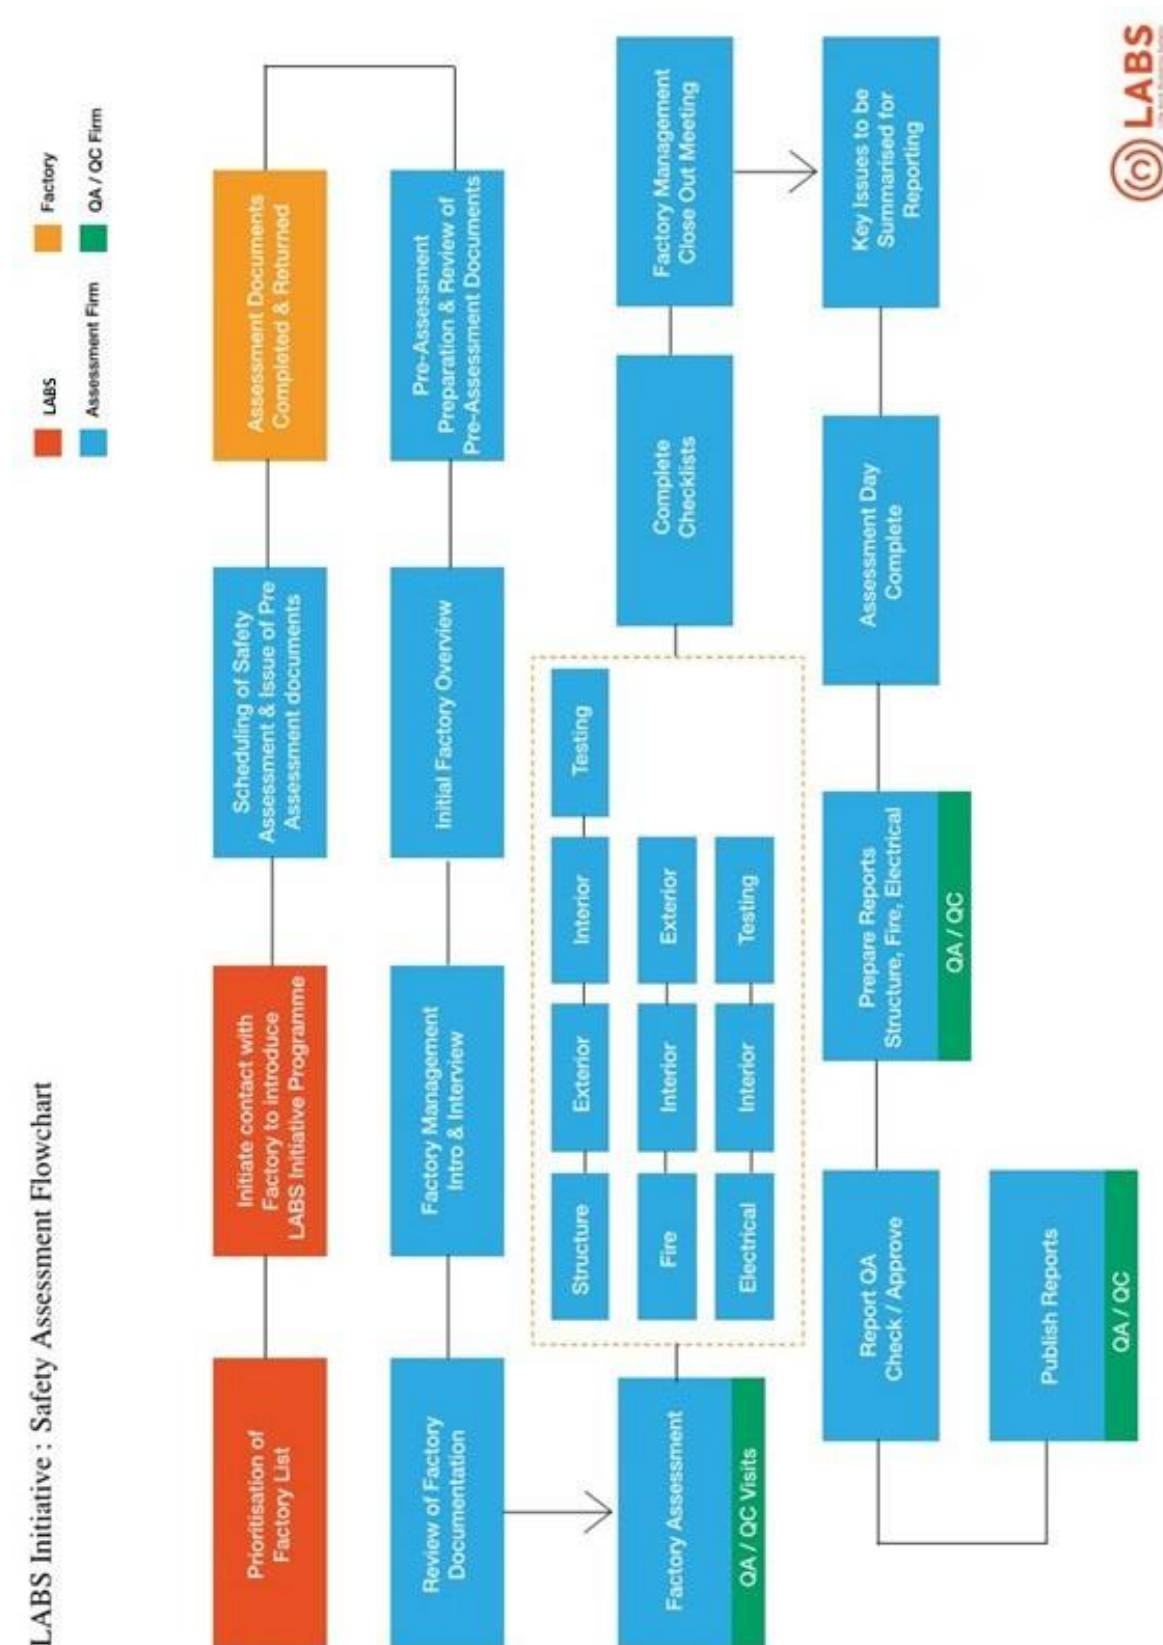 LABS Initiative : Safety Assessment Flowchart
LABS
Factory
Assessment Firm
QA / QC Firm
Prioritisation of
Factory List
Initiate contact with
Factory to introduce
LABS Initiative Programme
Scheduling of Safety
Assessment & Issue of Pre
Assessment documents
Assessment Documents
Completed & Returned
Pre-Assessment
Preparation & Review of
Pre-Assessment Documents
Initial Factory Overview
Factory Management
Intro & Interview
Review of Factory
Documentation
Factory Assessment
QA / QC Visits
Structure
Exterior
Interior
Testing
Fire
Interior
Exterior
Electrical
Interior
Testing
Complete
Checklists
Factory Management
Close Out Meeting
Key Issues to be
Summarised for
Reporting
Assessment Day
Complete
Prepare Reports
Structure, Fire, Electrical
QA / QC
Report QA
Check / Approve
Publish Reports
QA / QC
LABS